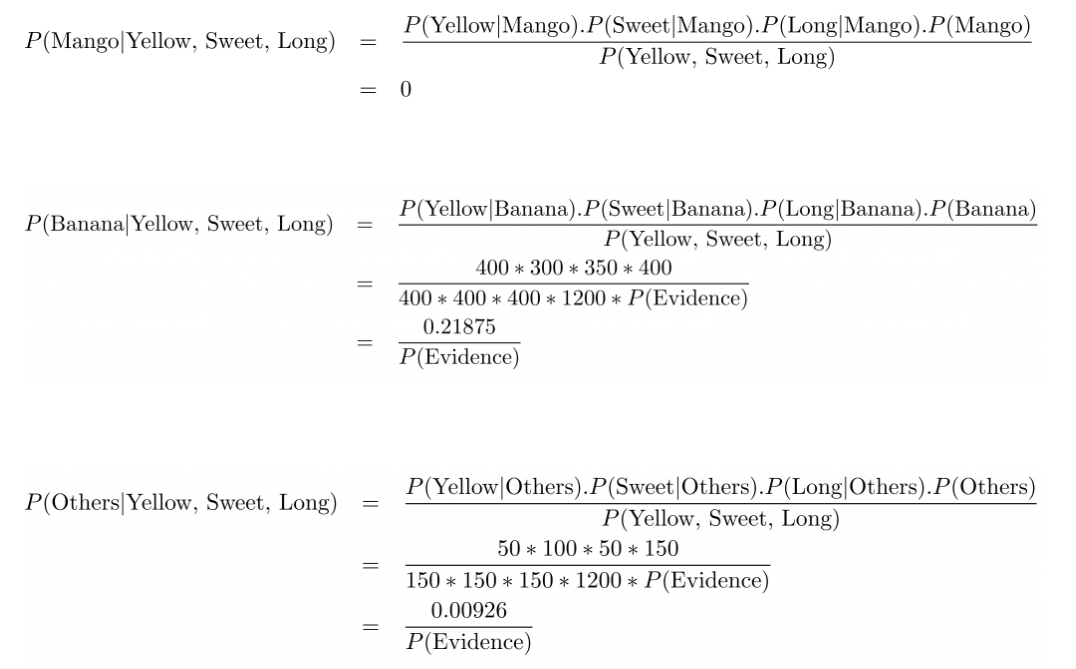 P(Mango|Yellow, Sweet, Long) = P(Yellow|Mango).P(Sweet|Mango).P(Long|Mango).P(Mango)
P(Yellow, Sweet, Long)
= 0
P(Banana|Yellow, Sweet, Long) = P(Yellow|Banana).P(Sweet|Banana).P(Long|Banana).P(Banana)
P(Yellow, Sweet, Long)
= 400 * 300 * 350 * 400
400 * 400 * 400 * 1200 * P(Evidence)
= 0.21875
P(Evidence)
P(Others|Yellow, Sweet, Long) = P(Yellow|Others).P(Sweet|Others).P(Long|Others).P(Others)
P(Yellow, Sweet, Long)
= 50 * 100 * 50 * 150
150 * 150 * 150 * 1200 * P(Evidence)
= 0.00926
P(Evidence)